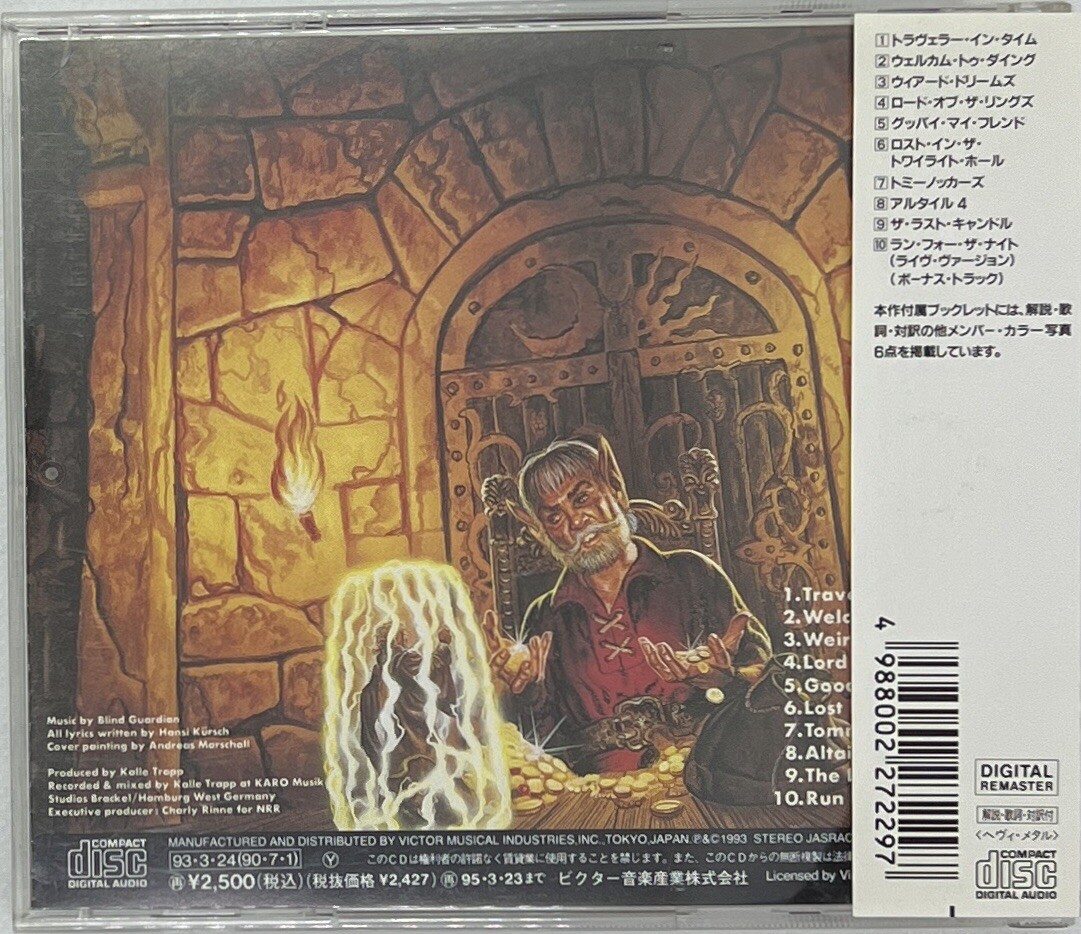 1 トラヴェラー・イン・タイム
2 ウェルカム・トゥ・ダイング
3 ウィアード・ドリームズ
4 ロード・オブ・ザ・リングズ
5 グッバイ・マイ・フレンド
6 ロスト・イン・ザ・
トワイライト・ホール
7 トミーノッカーズ
8 アルタイル 4
9 ザ・ラスト・キャンドル
10 ラン・フォー・ザ・ナイト
(ライヴ・ヴァージョン)
(ボーナス・トラック)
本作付属ブックレットには、解説・歌
詞・対訳の他メンバー・カラー写真
6点を掲載しています。
1.Trave
2.Welc
3.Weir
4.Lord
5.Good
6.Lost
7.Tomm
8.Altai
9.The
10.Run
Music by Blind Guardian
All lyrics written by Hansi Kürsch
Cover painting by Andreas Marschall
Produced by Kalle Trapp
Recorded & mixed by Kalle Trapp at KARO Musik
Studios Brackel/Hamburg West Germany
Executive producer: Charly Rinne for NRR
COMPACT
disc
DIGITAL AUDIO
MANUFACTURED AND DISTRIBUTED BY VICTOR MUSICAL INDUSTRIES, INC., TOKYO, JAPAN. ℗&©1993 STEREO JASRAC
93・3・24(90・7・1) Ⓨ このCDは権利者の許諾なく賃貸業に使用することを禁じます。また、このCDからの無断複製は法律
再¥2,500(税込)(税抜価格 ¥2,427) 再95・3・23まで ビクター音楽産業株式会社 Licensed by Vi
4 988002 272297
DIGITAL
REMASTER
解説・歌詞・対訳付
〈ヘヴィ・メタル〉
COMPACT
disc
DIGITAL AUDIO